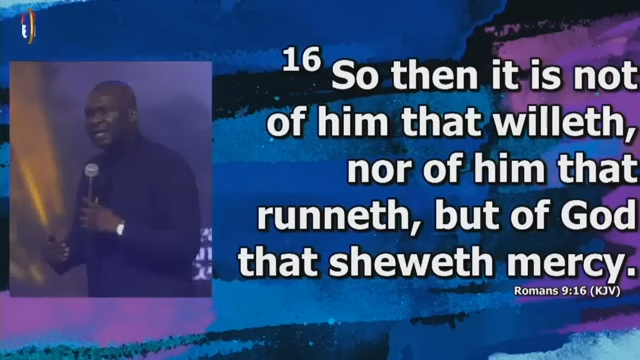 16 So then it is not
of him that willeth,
nor of him that
runneth, but of God
that sheweth mercy.
Romans 9:16 (KJV)